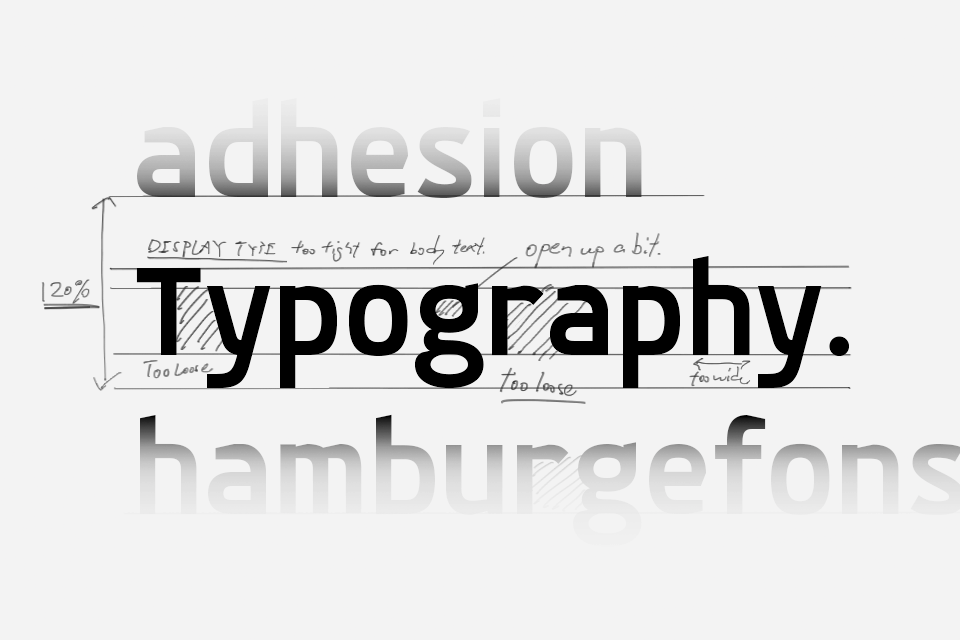 adhesion
DISPLAY TYPE too tight for body text. open up a bit.
120%
Typography.
Too Loose
too loose
too wide
hamburgefons